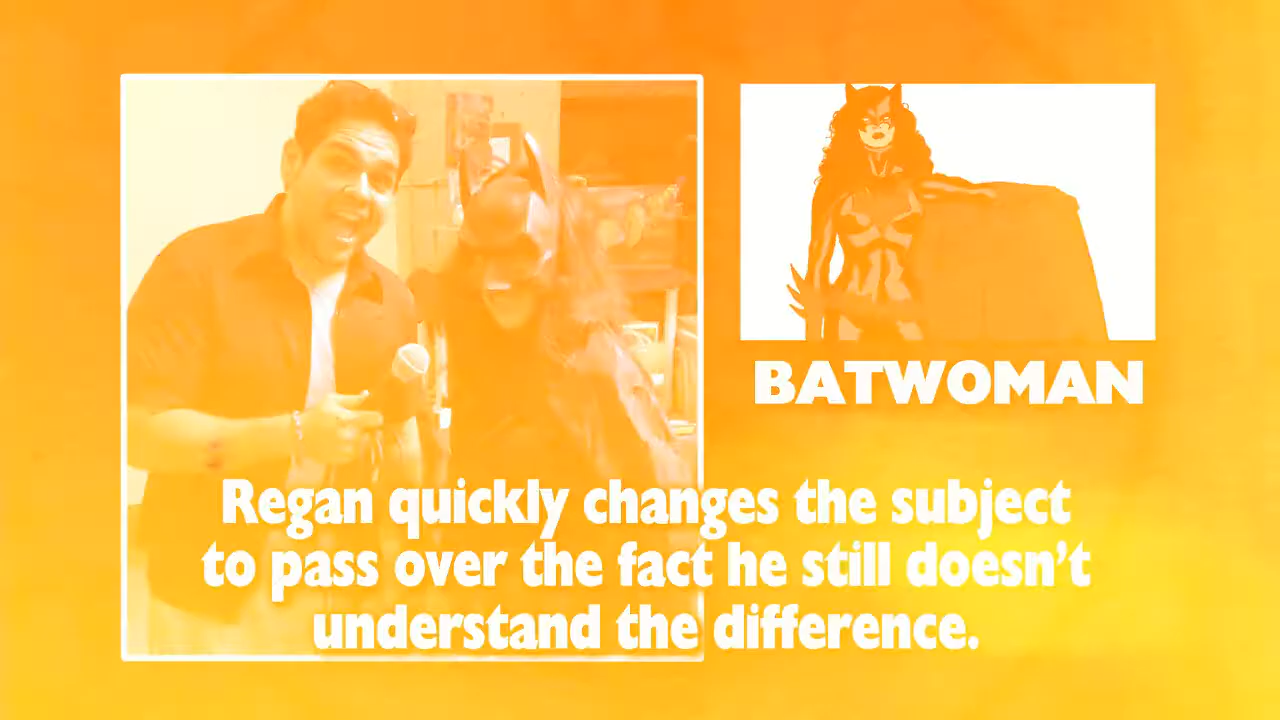 BATWOMAN
Regan quickly changes the subject
to pass over the fact he still doesn't
understand the difference.